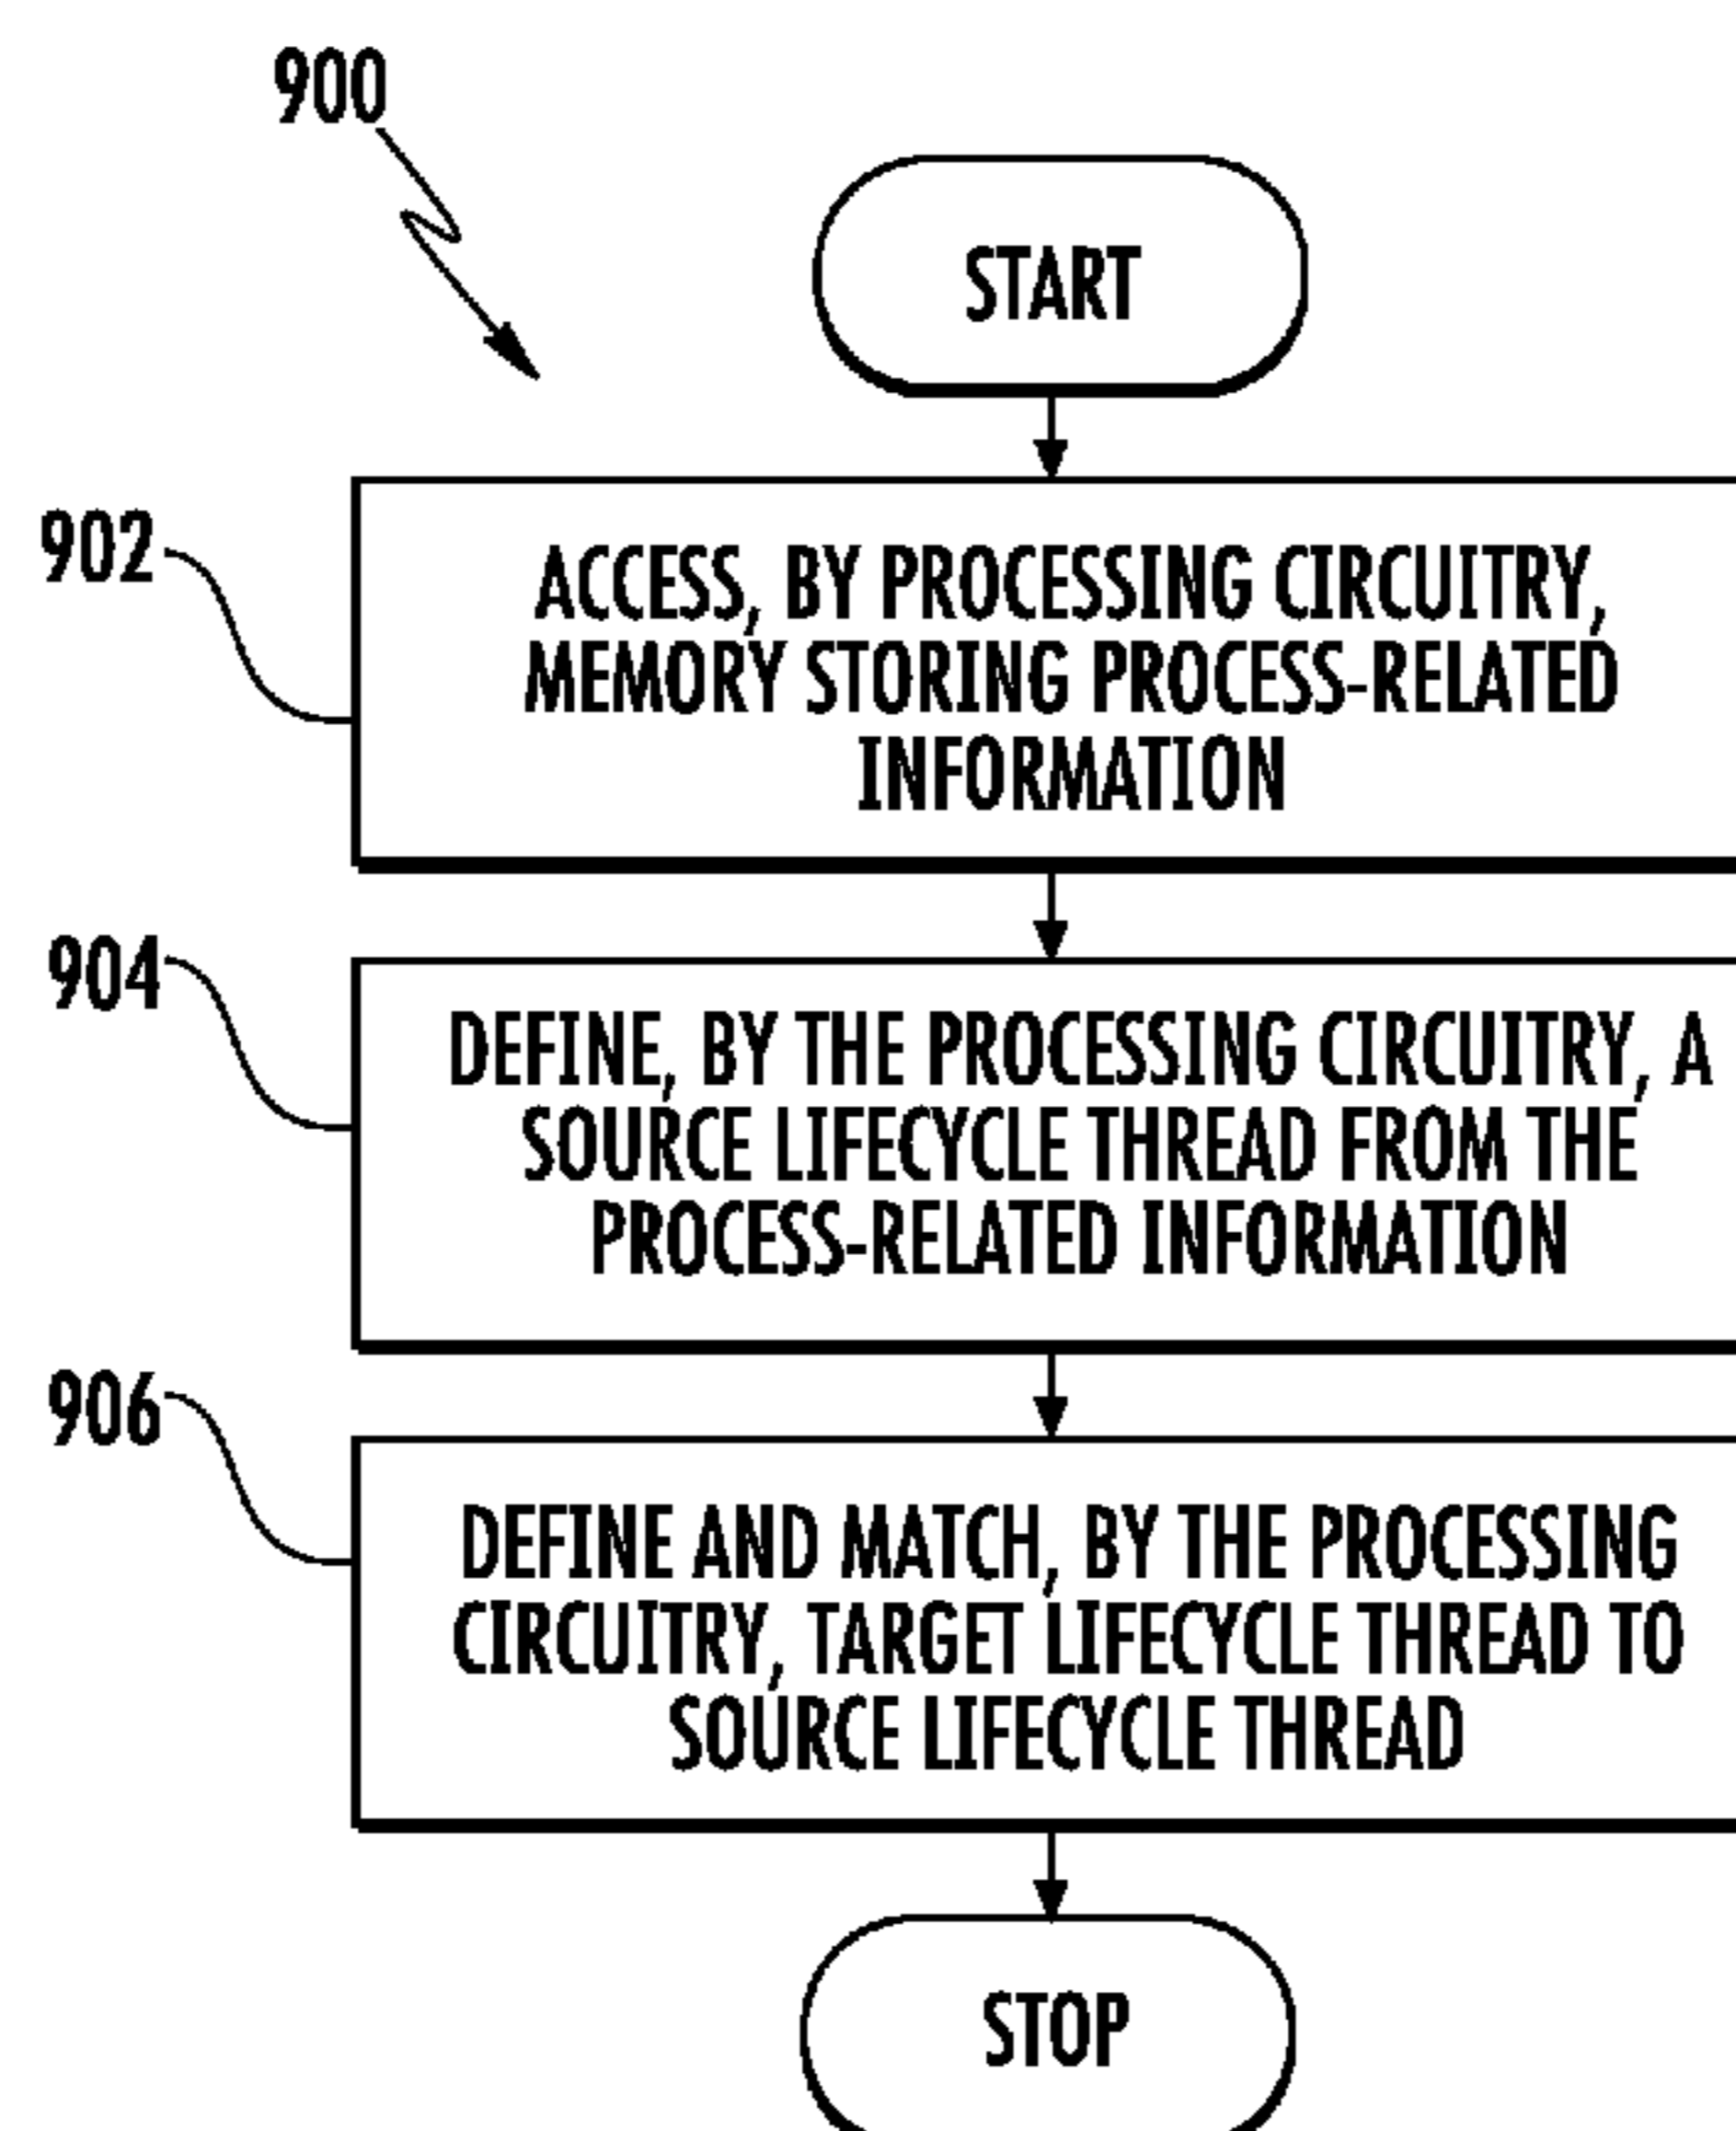 900
START
902
ACCESS, BY PROCESSING CIRCUITRY,
MEMORY STORING PROCESS-RELATED
INFORMATION
904
DEFINE, BY THE PROCESSING CIRCUITRY, A
SOURCE LIFECYCLE THREAD FROM THE
PROCESS-RELATED INFORMATION
906
DEFINE AND MATCH, BY THE PROCESSING
CIRCUITRY, TARGET LIFECYCLE THREAD TO
SOURCE LIFECYCLE THREAD
STOP